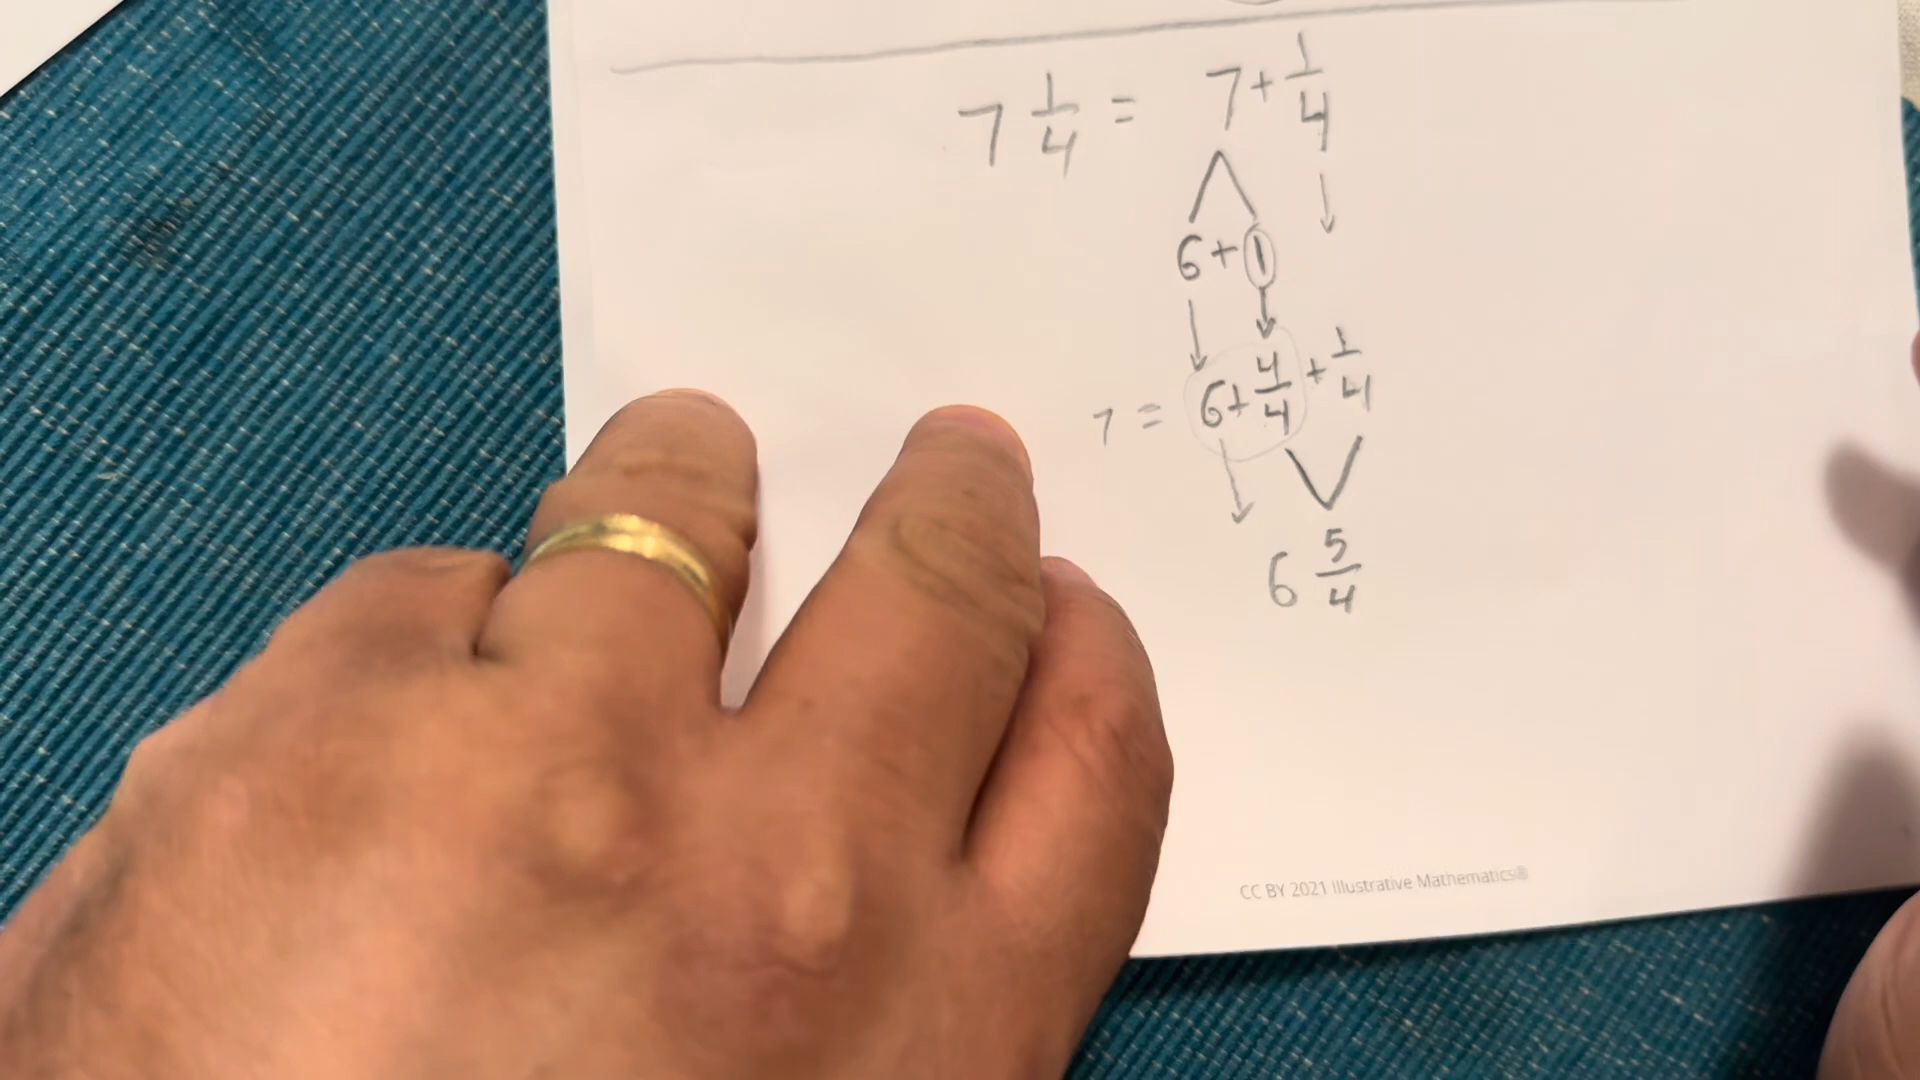 7 1/4 = 7 + 1/4
6 + 1
7 = 6 + 4/4 + 1/4
6 5/4
CC BY 2021 Illustrative Mathematics®